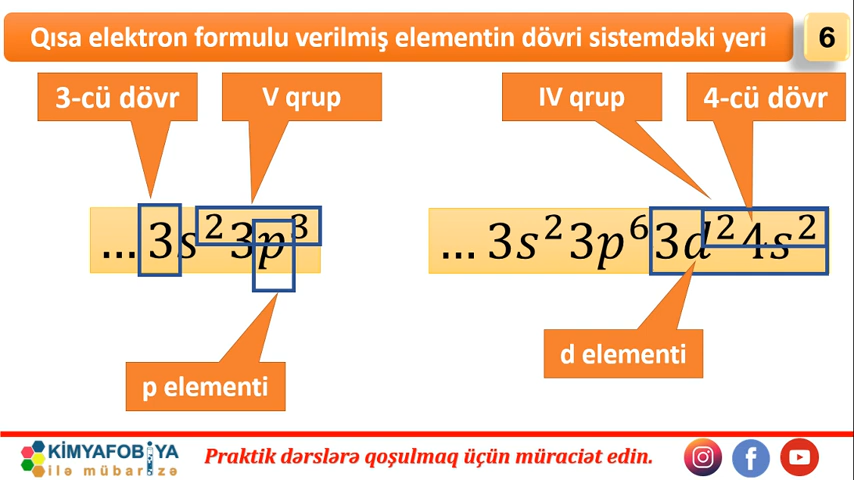 Qısa elektron formulu verilmiş elementin dövri sistemdəki yeri
6
3-cü dövr
V qrup
IV qrup
4-cü dövr
...3s²3p³
...3s²3p⁶3d²4s²
d elementi
p elementi
KİMYAFOBİYA
ilə mübarizə
Praktik dərslərə qoşulmaq üçün müraciət edin.